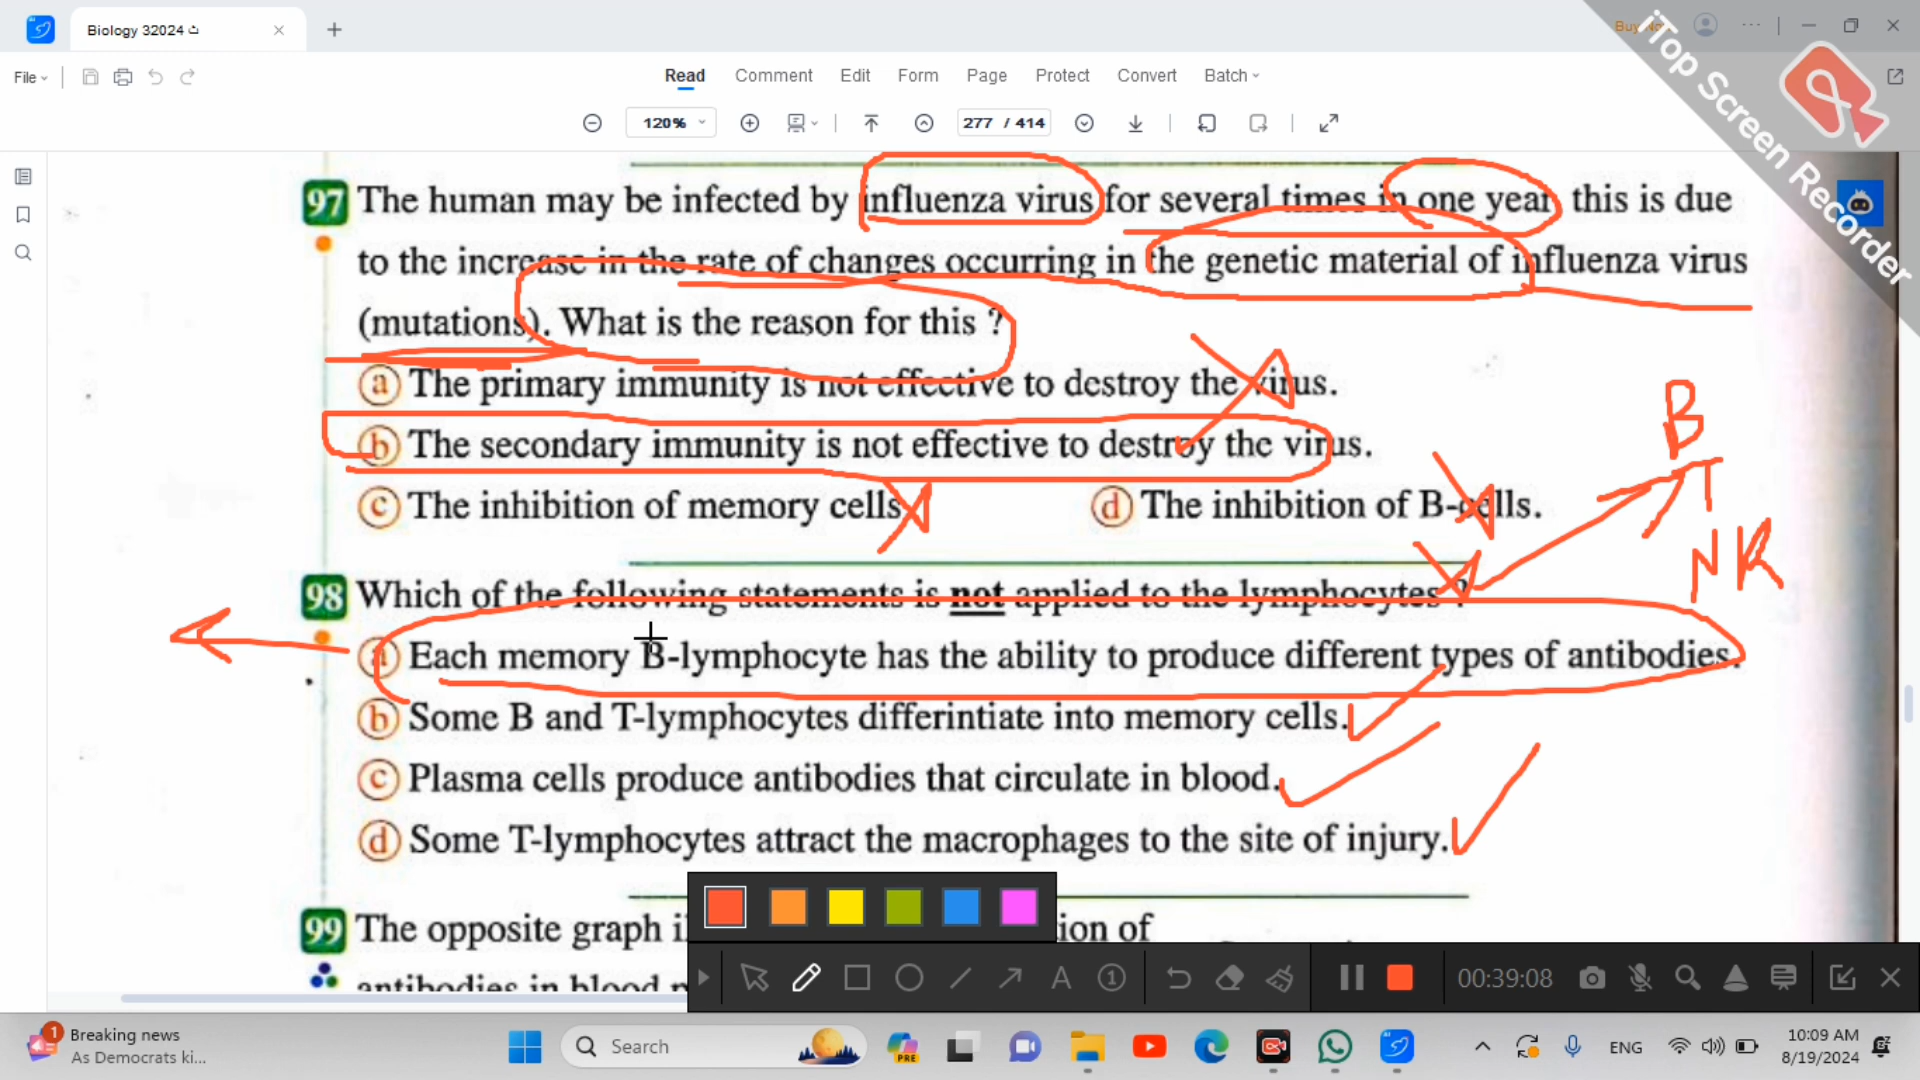 Biology 32024
Buy
File
Read Comment Edit Form Page Protect Convert Batch
120%
277 / 414
iTop Screen Recorder
97 The human may be infected by influenza virus for several times in one year, this is due
to the increase in the rate of changes occurring in the genetic material of influenza virus
(mutations). What is the reason for this ?
a The primary immunity is not effective to destroy the virus.
b The secondary immunity is not effective to destroy the virus.
c The inhibition of memory cells
d The inhibition of B-cells.
B
T
NK
98 Which of the following statements is not applied to the lymphocytes ?
a Each memory B-lymphocyte has the ability to produce different types of antibodies.
b Some B and T-lymphocytes differintiate into memory cells.
c Plasma cells produce antibodies that circulate in blood.
d Some T-lymphocytes attract the macrophages to the site of injury.
99 The opposite graph
ion of
antibodies in blood
A
1
00:39:08
1
Breaking news
As Democrats ki...
Search
PRE
ENG
10:09 AM
8/19/2024